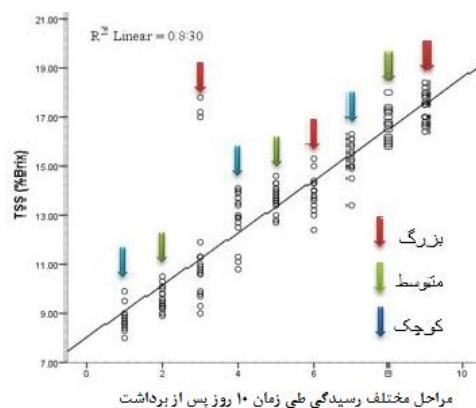 21.00
R² Linear = 0.830
19.00
17.00
15.00
13.00
11.00
9.00
7.00
TSS (%Brix)
بزرگ
متوسط
کوچک
0 2 4 6 8 10
مراحل مختلف رسیدگی طی زمان ۱۰ روز پس از برداشت